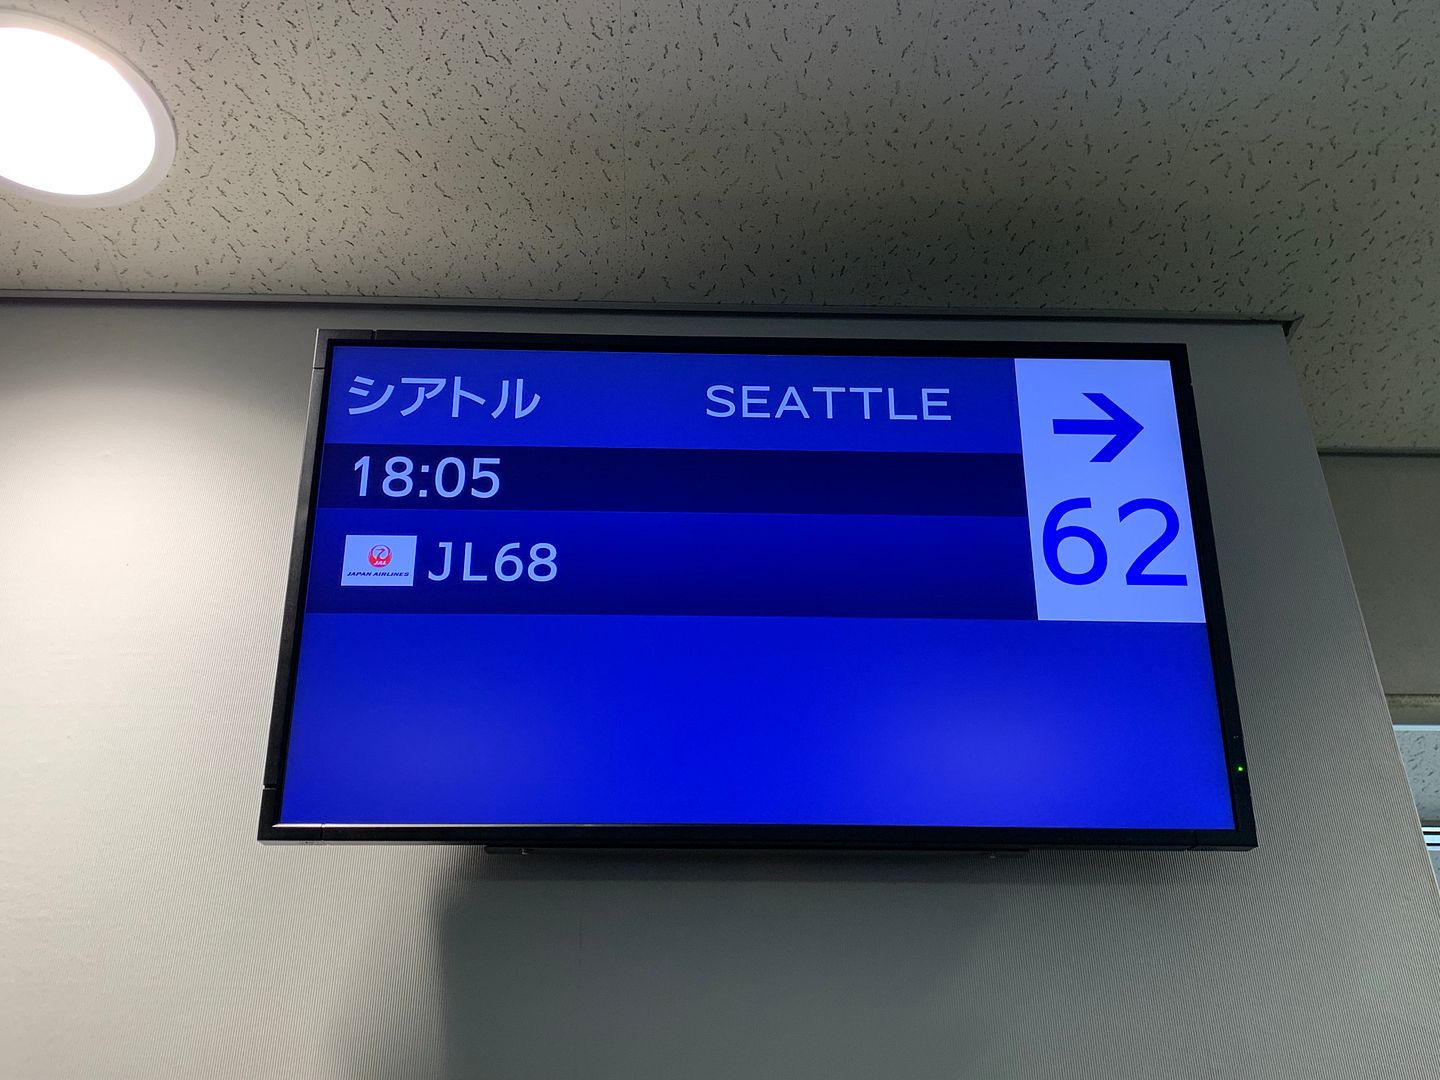 シアトル SEATTLE
→
18:05
62
JAL
JAPAN AIRLINES
JL68